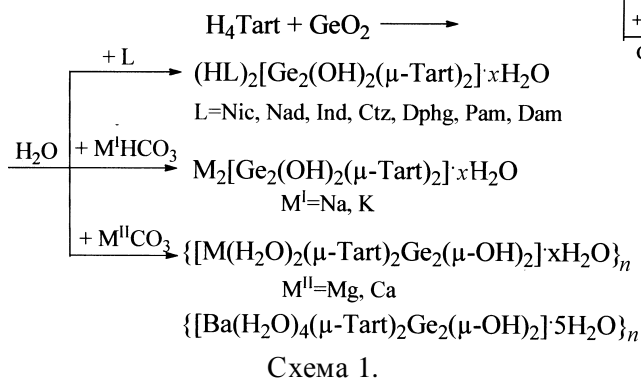 H₄Tart + GeO₂
+
+ L
(HL)₂[Ge₂(OH)₂(μ-Tart)₂]·xH₂O
L=Nic, Nad, Ind, Ctz, Dphg, Pam, Dam
H₂O
+ MᴵHCO₃
M₂[Ge₂(OH)₂(μ-Tart)₂]·xH₂O
Mᴵ=Na, K
+ MᴵᴵCO₃
{[M(H₂O)₂(μ-Tart)₂Ge₂(μ-OH)₂]·xH₂O}ₙ
Mᴵᴵ=Mg, Ca
{[Ba(H₂O)₄(μ-Tart)₂Ge₂(μ-OH)₂]·5H₂O}ₙ
Схема 1.